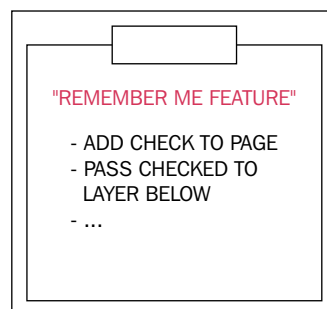 "REMEMBER ME FEATURE"
- ADD CHECK TO PAGE
- PASS CHECKED TO
LAYER BELOW
- ...